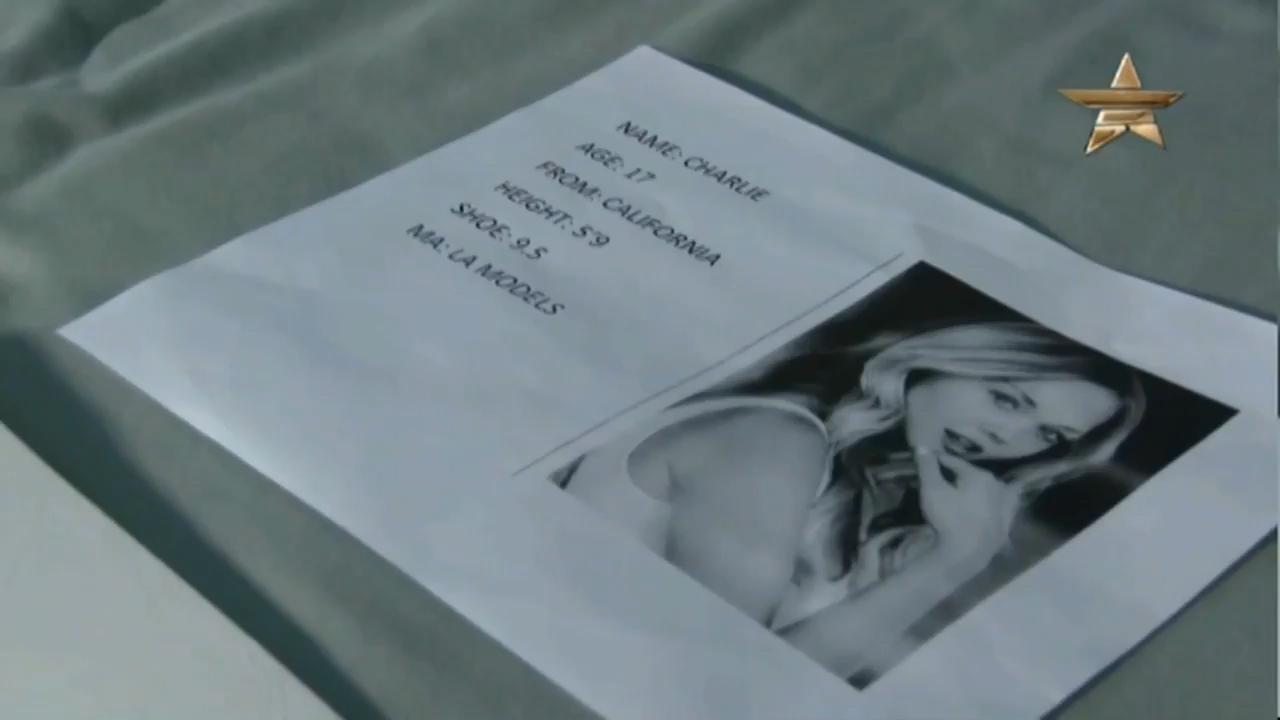 NAME: CHARLIE
AGE: 17
FROM: CALIFORNIA
HEIGHT: 5'9
SHOE: 9.5
MA: LA MODELS